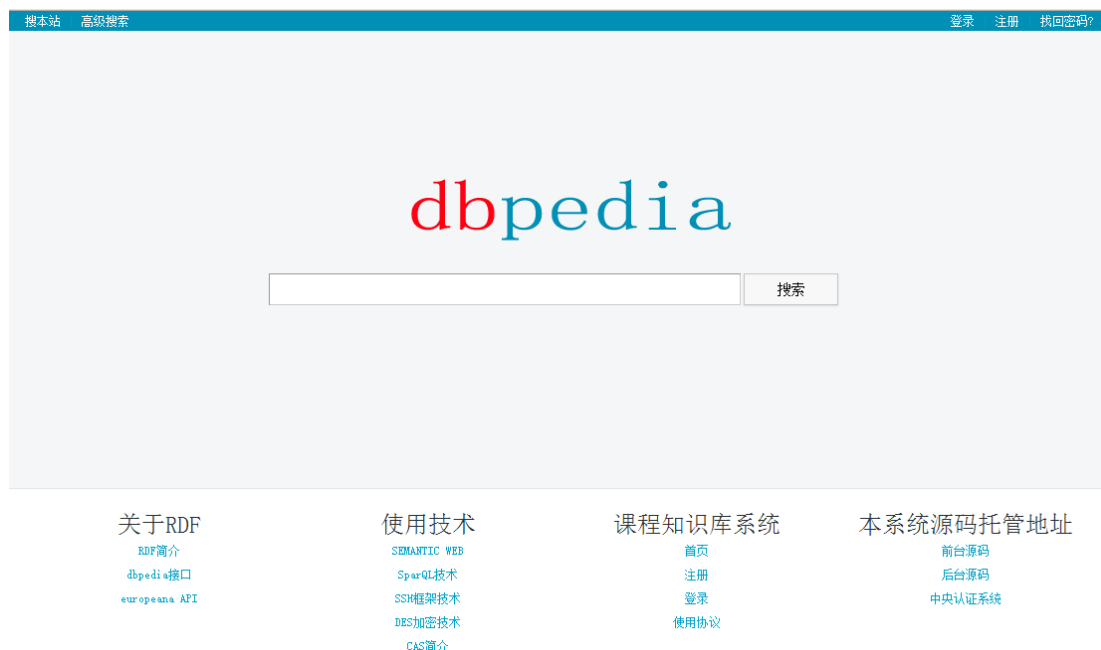 搜本站 高级搜索 登录 注册 找回密码?
dbpedia
搜索
关于RDF
RDF简介
dbpedia接口
europeana API
使用技术
SEMANTIC WEB
SparQL技术
SSH框架技术
DES加密技术
CAS简介
课程知识库系统
首页
注册
登录
使用协议
本系统源码托管地址
前台源码
后台源码
中央认证系统